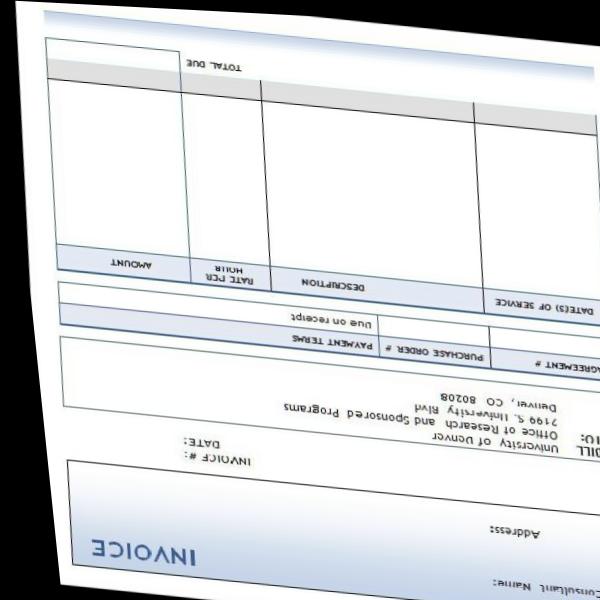 INVOICE
Consultant Name:
Address:
INVOICE #:
DATE:
BILL TO:
University of Denver
Office of Research and Sponsored Programs
7199 S. University Blvd
Denver, CO 80208
AGREEMENT # PURCHASE ORDER # PAYMENT TERMS
Due on receipt
DATE(S) OF SERVICE DESCRIPTION RATE PER HOUR AMOUNT
TOTAL DUE